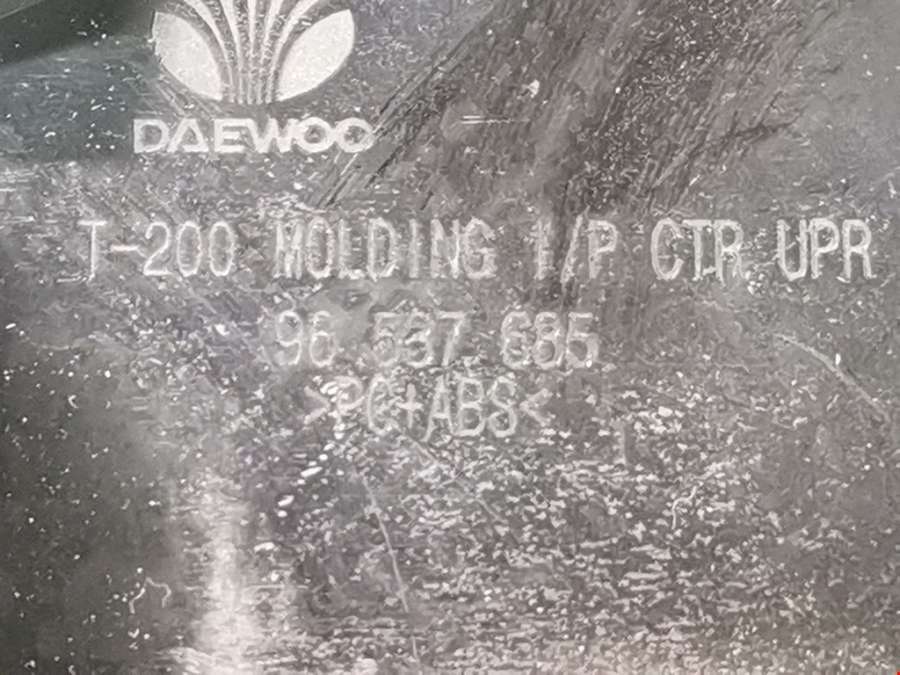 DAEWOO
T-200 MOLDING I/P CTR UPR
96 537 685
>PC+ABS<